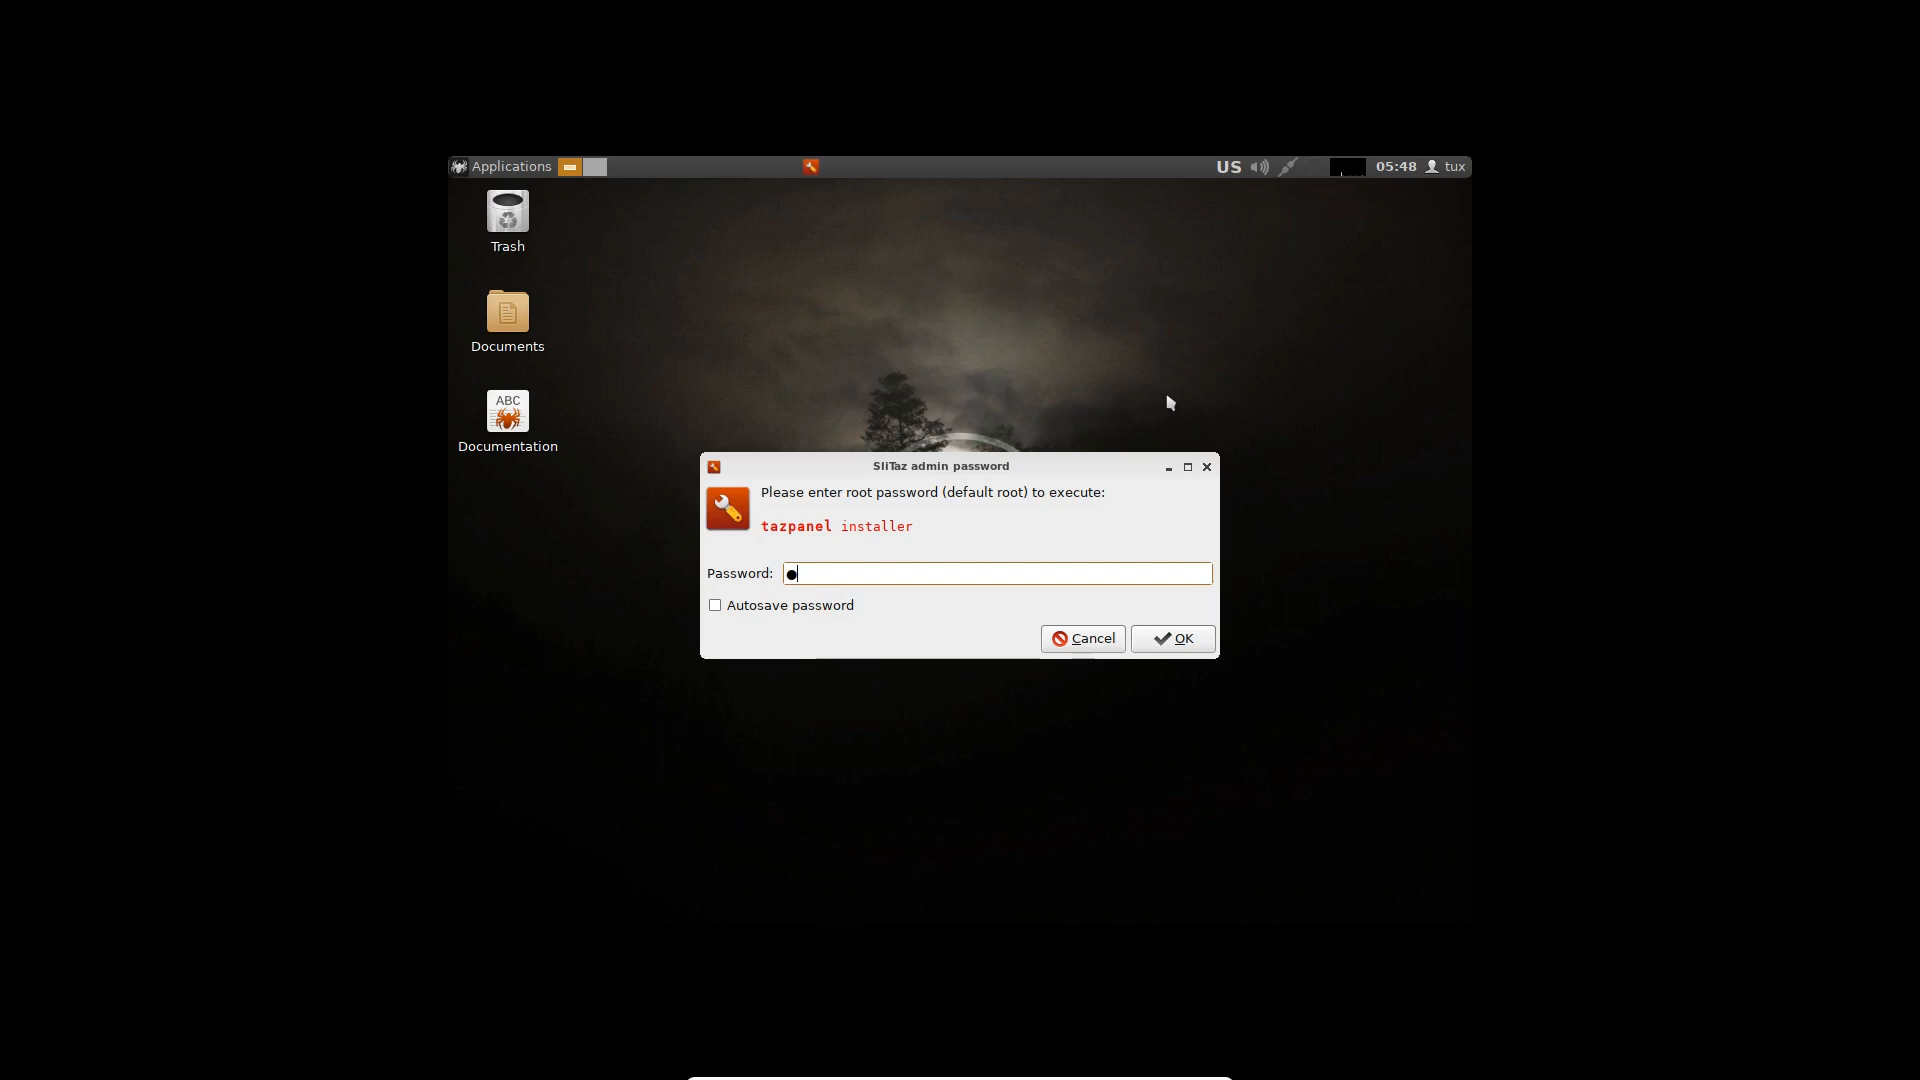 Applications
US
05:48
tux
Trash
Documents
ABC
Documentation
SliTaz admin password
Please enter root password (default root) to execute:
tazpanel installer
Password: ●
Autosave password
Cancel
OK